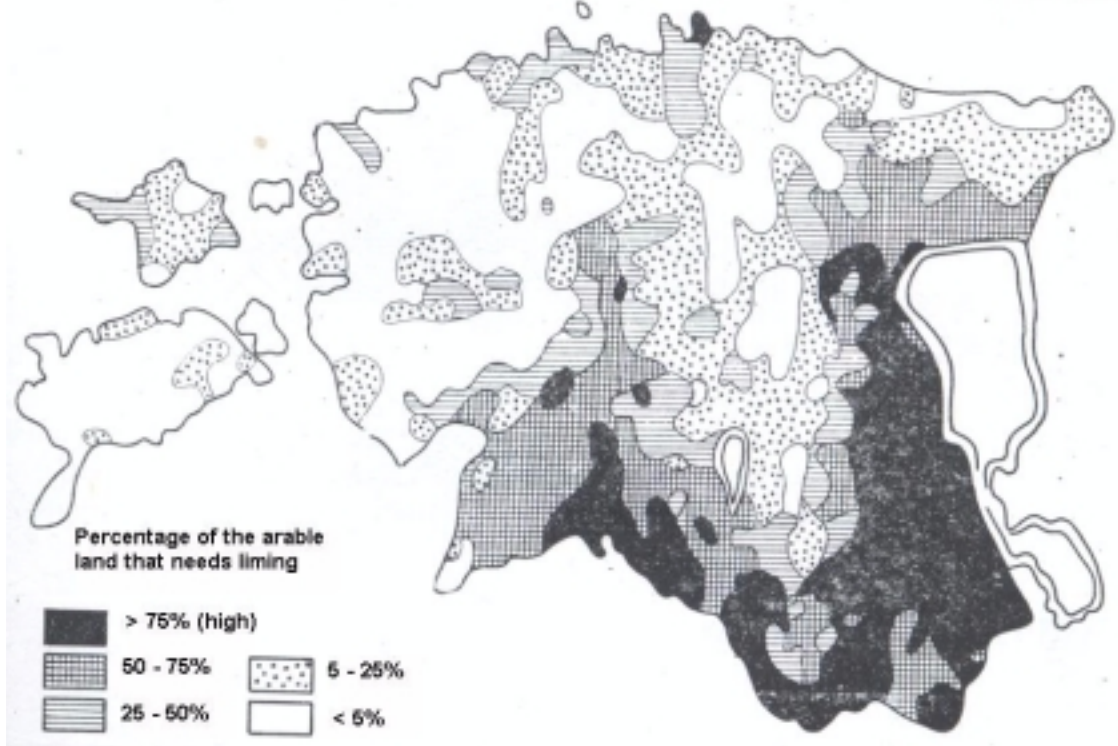 Percentage of the arable
land that needs liming
> 75% (high)
50 - 75%
5 - 25%
25 - 50%
< 5%